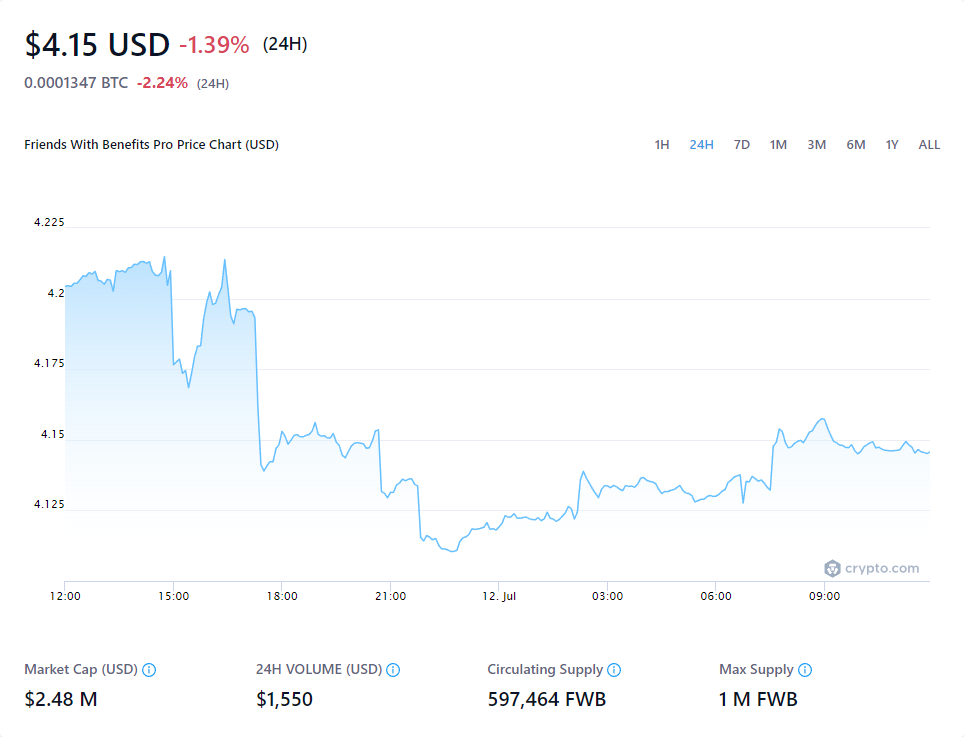 $4.15 USD -1.39% (24H)
0.0001347 BTC -2.24% (24H)
Friends With Benefits Pro Price Chart (USD) 1H 24H 7D 1M 3M 6M 1Y ALL
4.225
4.2
4.175
4.15
4.125
crypto.com
12:00 15:00 18:00 21:00 12. Jul 03:00 06:00 09:00
Market Cap (USD) 24H VOLUME (USD) Circulating Supply Max Supply
$2.48 M $1,550 597,464 FWB 1 M FWB